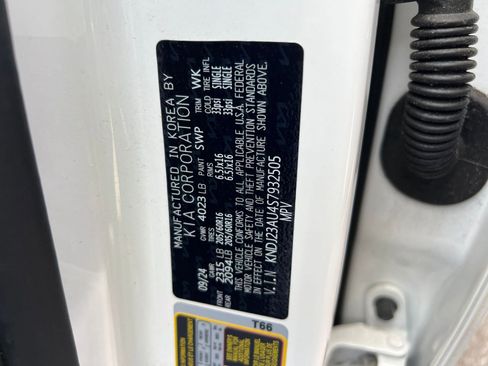 MANUFACTURED IN KOREA BY
KIA CORPORATION
09/24 GVWR 4023 LB PAINT SWP TRIM WK
GAWR TIRES RIMS COLD TIRE INFL
FRONT 2315 LB 205/60R16 6.5Jx16 33psi SINGLE
REAR 2094 LB 205/60R16 6.5Jx16 33psi SINGLE
THIS VEHICLE CONFORMS TO ALL APPLICABLE U.S.A. FEDERAL
MOTOR VEHICLE SAFETY AND THEFT PREVENTION STANDARDS
IN EFFECT ON THE DATE OF MANUFACTURE SHOWN ABOVE.
V.I.N KNDJ23AU4S7932505
MPV
T66